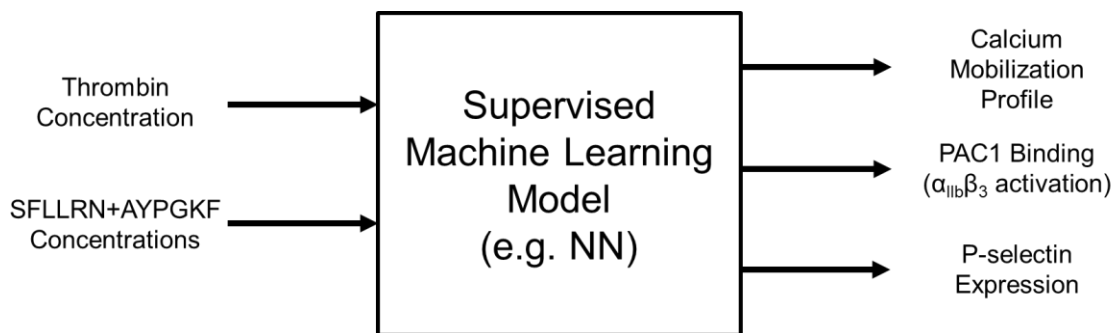 Thrombin
Concentration
SFLLRN+AYPGKF
Concentrations
Supervised
Machine Learning
Model
(e.g. NN)
Calcium
Mobilization
Profile
PAC1 Binding
(αIIbβ3 activation)
P-selectin
Expression